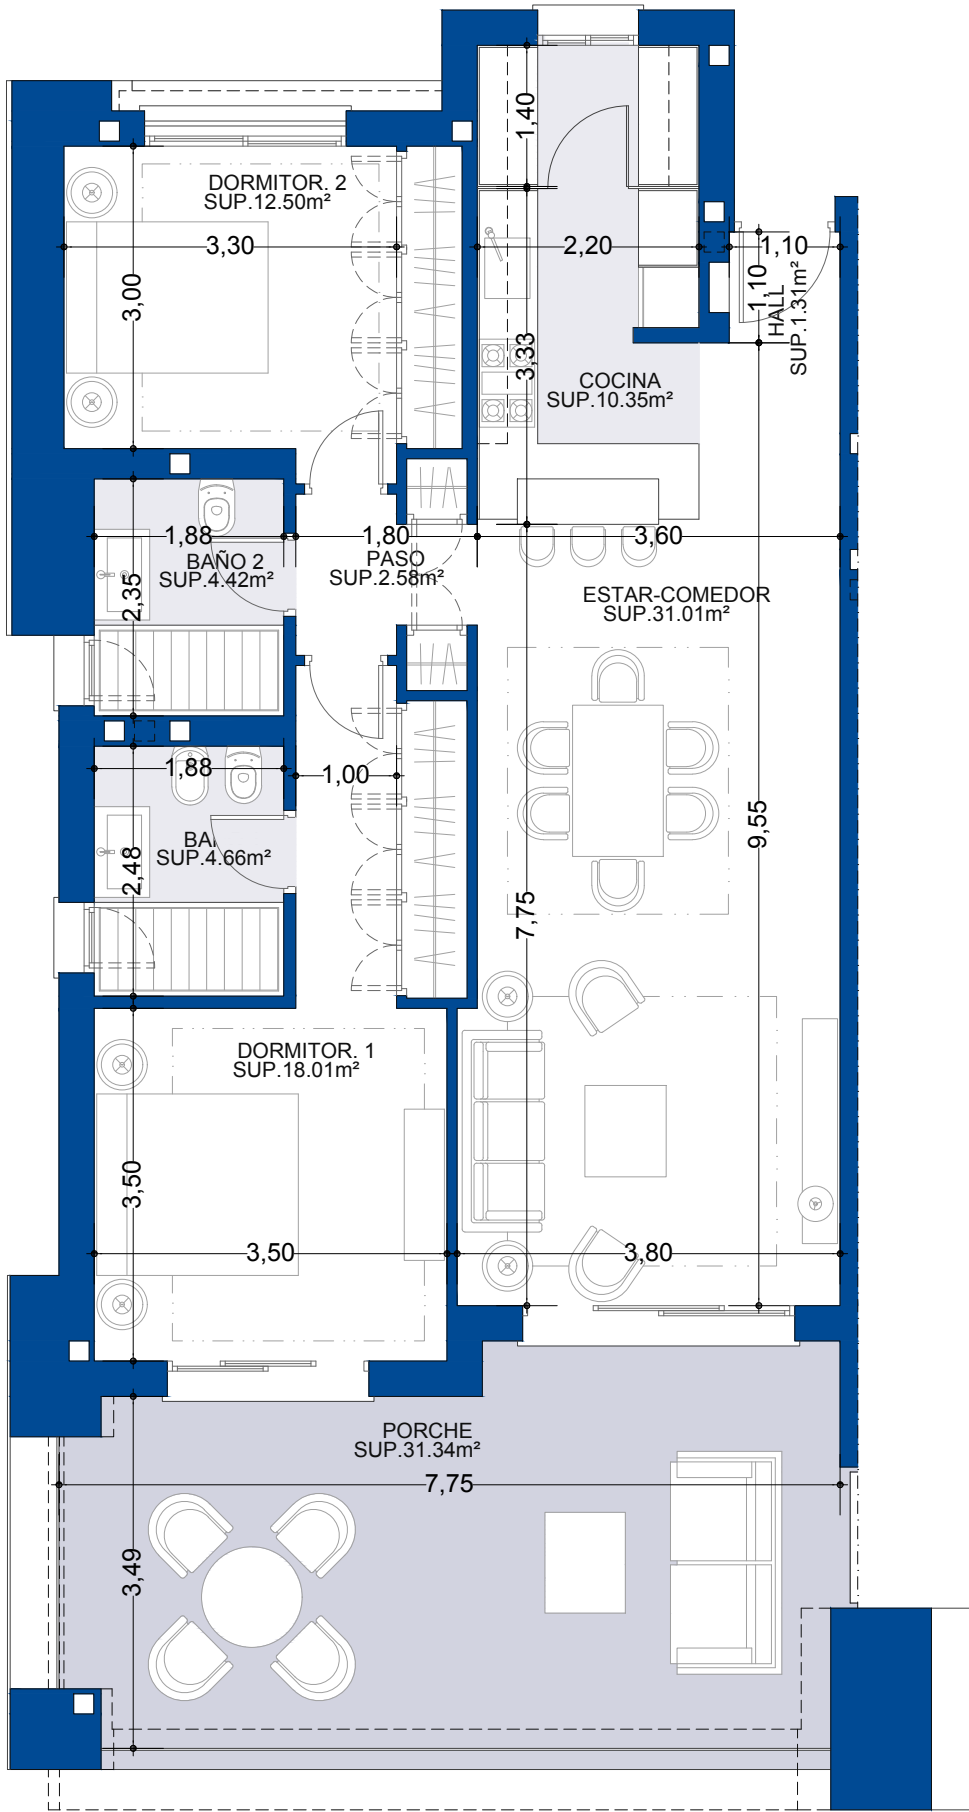 1,40
DORMITOR. 2
SUP.12.50m²
3,30
2,20
1,10
3,00
1,10
HALL
SUP.1.31m²
3,33
COCINA
SUP.10.35m²
1,88
1,80
3,60
BAÑO 2
SUP.4.42m²
PASO
SUP.2.58m²
2,35
ESTAR-COMEDOR
SUP.31.01m²
1,88
1,00
BAÑ
SUP.4.66m²
2,48
9,55
7,75
DORMITOR. 1
SUP.18.01m²
3,50
3,50
3,80
PORCHE
SUP.31.34m²
7,75
3,49